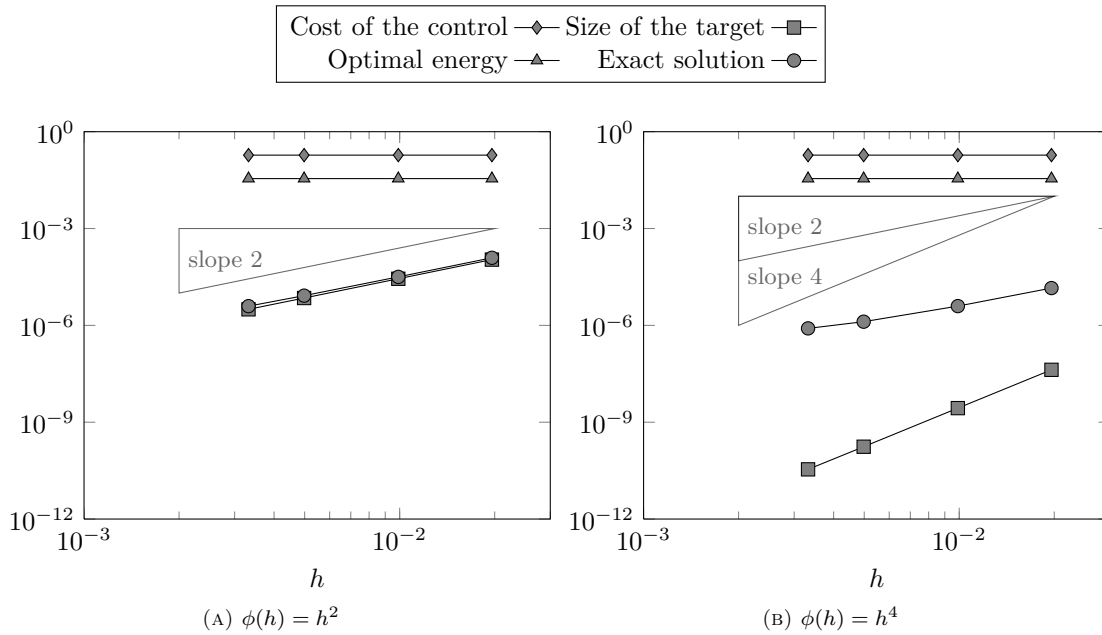 Cost of the control Size of the target
Optimal energy Exact solution
10^0
10^{-3}
10^{-6}
10^{-9}
10^{-12}
slope 2
10^{-3} 10^{-2}
h
(A) ϕ(h) = h^2
10^0
10^{-3}
10^{-6}
10^{-9}
10^{-12}
slope 2
slope 4
10^{-3} 10^{-2}
h
(B) ϕ(h) = h^4